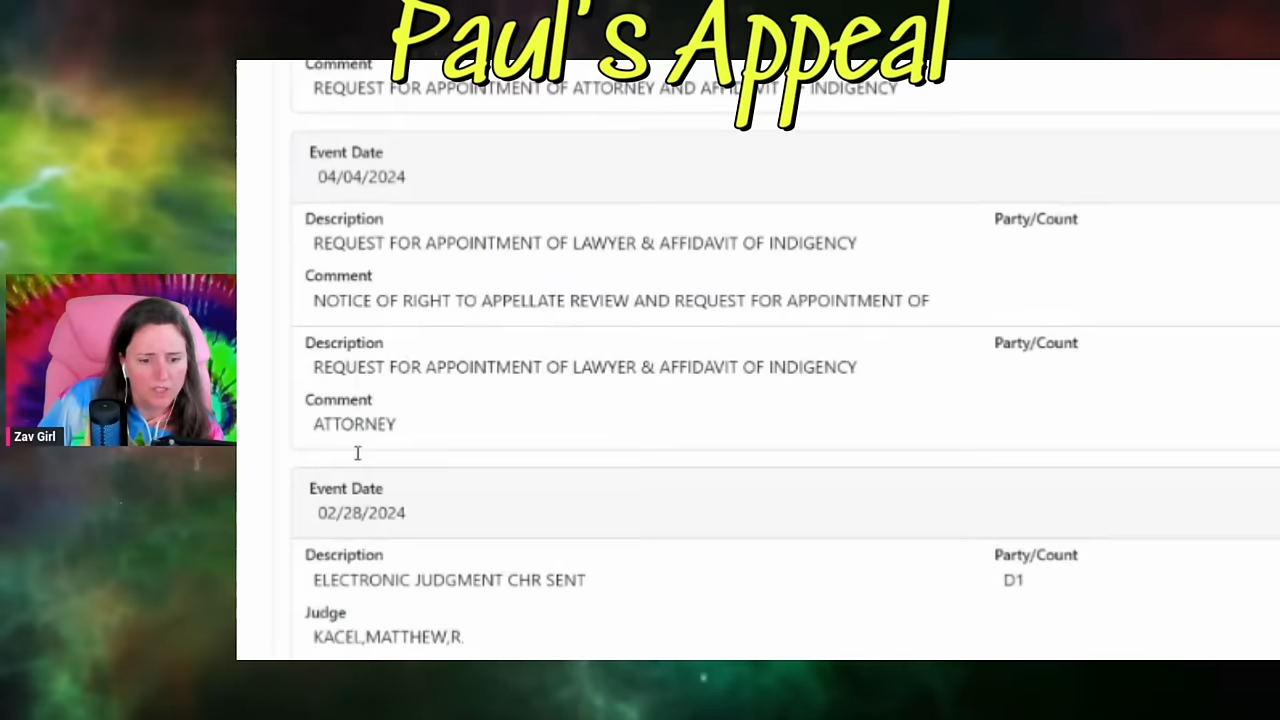 Paul's Appeal
Comment
REQUEST FOR APPOINTMENT OF ATTORNEY AND AFFIDAVIT OF INDIGENCY
Event Date
04/04/2024
Description Party/Count
REQUEST FOR APPOINTMENT OF LAWYER & AFFIDAVIT OF INDIGENCY
Comment
NOTICE OF RIGHT TO APPELLATE REVIEW AND REQUEST FOR APPOINTMENT OF
Description Party/Count
REQUEST FOR APPOINTMENT OF LAWYER & AFFIDAVIT OF INDIGENCY
Comment
ATTORNEY
Zav Girl
Event Date
02/28/2024
Description Party/Count
ELECTRONIC JUDGMENT CHR SENT D1
Judge
KACEL,MATTHEW,R.